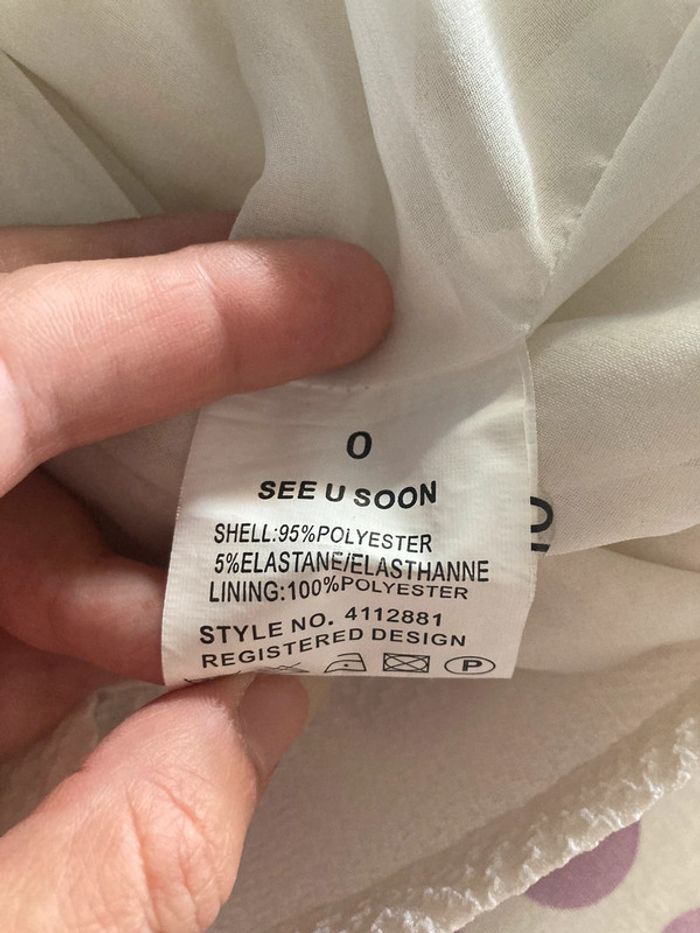 0
SEE U SOON
SHELL:95%POLYESTER
5%ELASTANE/ELASTHANNE
LINING:100%POLYESTER
STYLE NO. 4112881
REGISTERED DESIGN
P